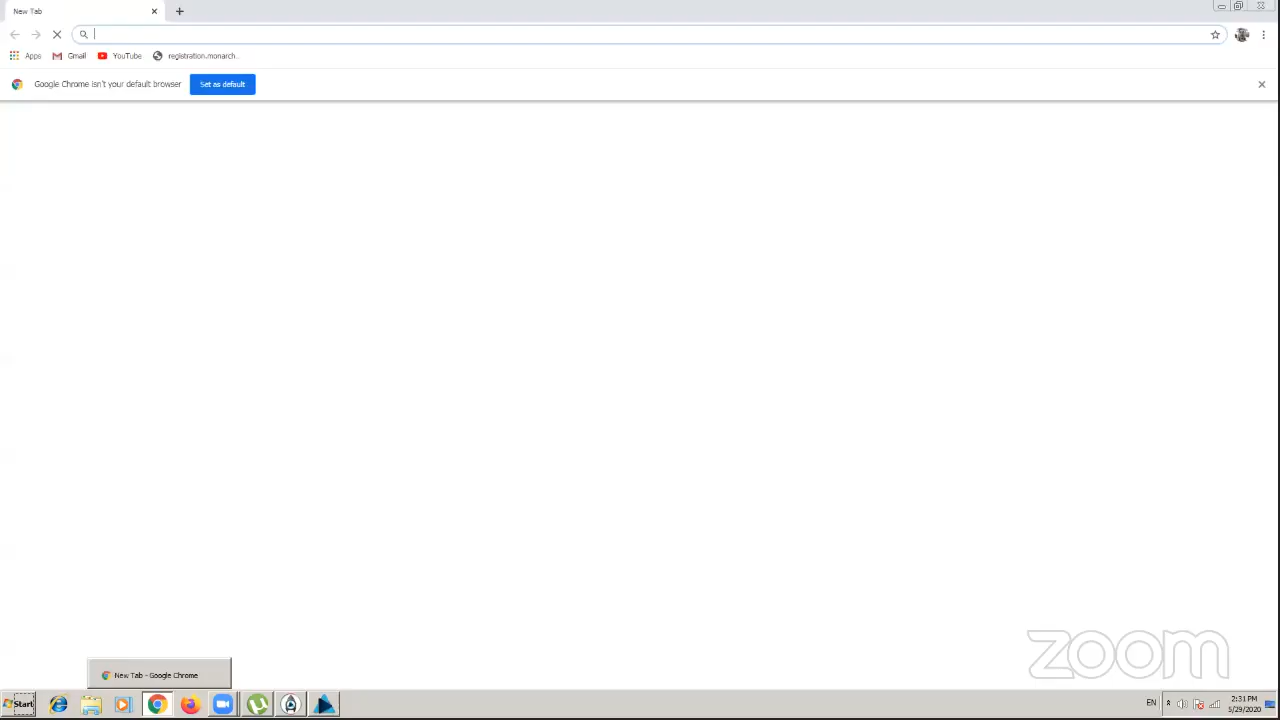 New Tab
Apps Gmail YouTube registration.monarch...
Google Chrome isn't your default browser Set as default
zoom
New Tab - Google Chrome
Start EN 2:31 PM
5/29/2020